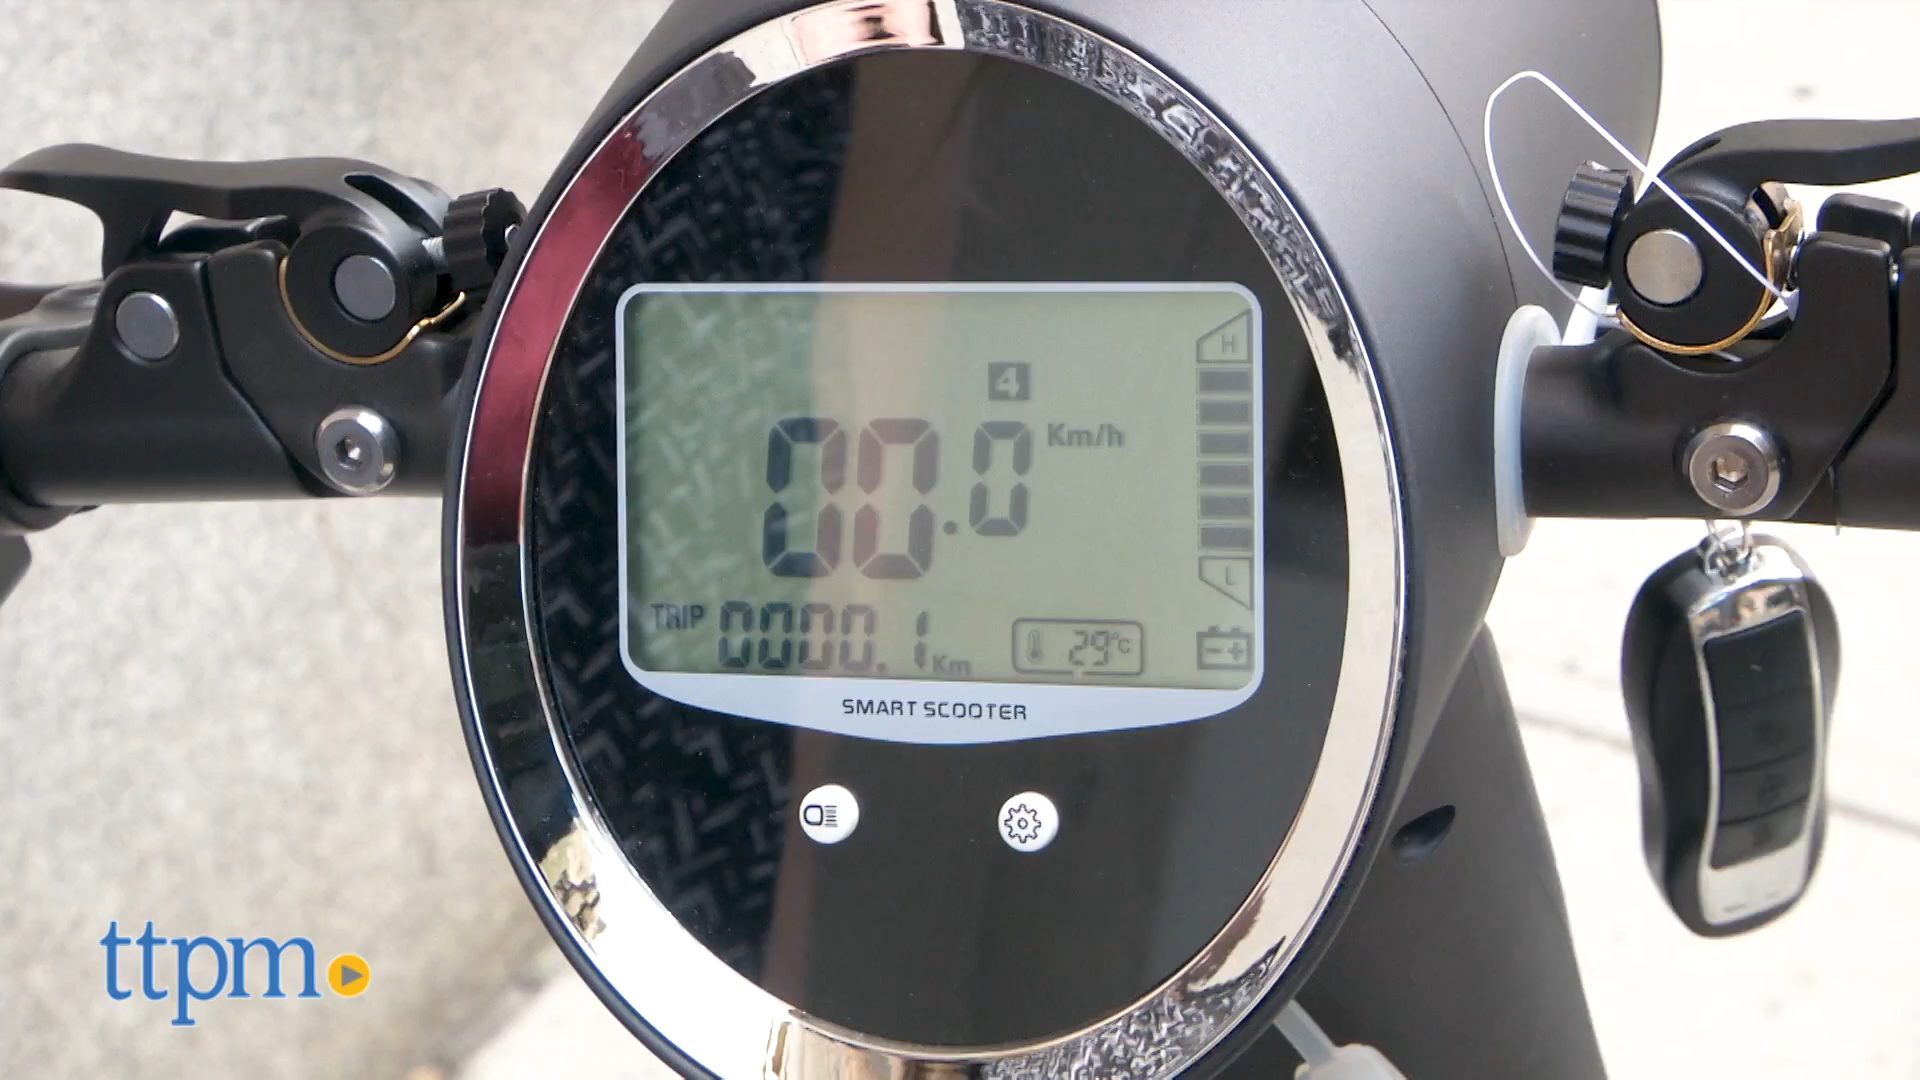 H
4
00.0 Km/h
L
TRIP 0000.1 Km
29°C
- +
SMART SCOOTER
ttpm